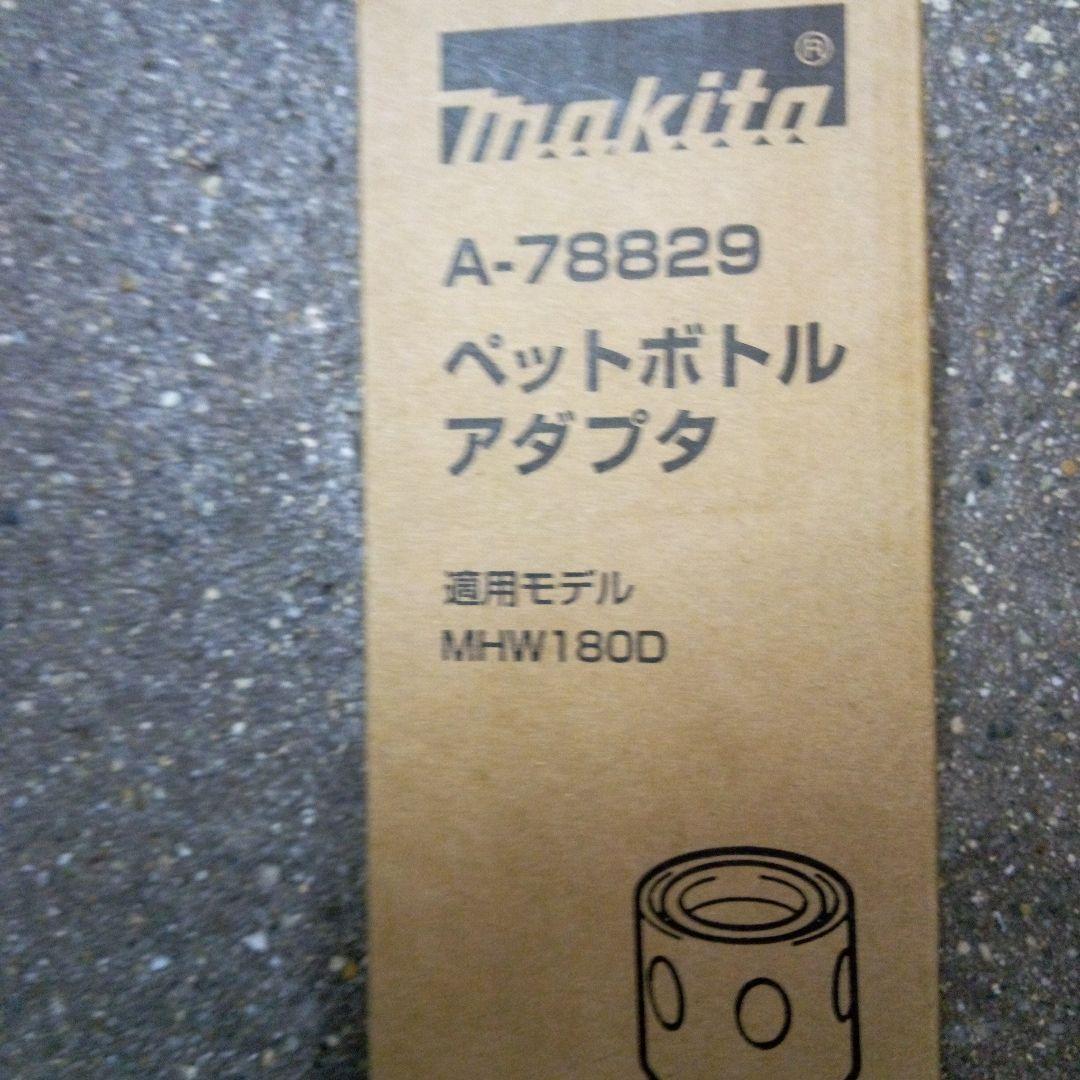 makita®
A-78829
ペットボトル
アダプタ
適用モデル
MHW180D